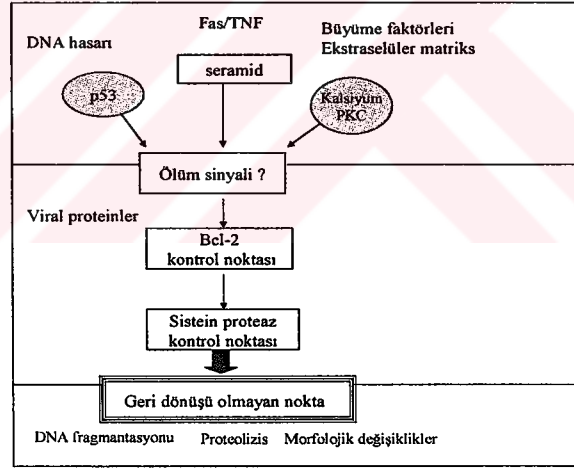 Fas/TNF
DNA hasarı
Büyüme faktörleri
Ekstraselüler matriks
seramid
p53
Kalsiyüm
PKC
Ölüm sinyali ?
Viral proteinler
Bcl-2
kontrol noktası
Sistein proteaz
kontrol noktası
Geri dönüşü olmayan nokta
DNA fragmantasyonu Proteolizis Morfolojik değişiklikler